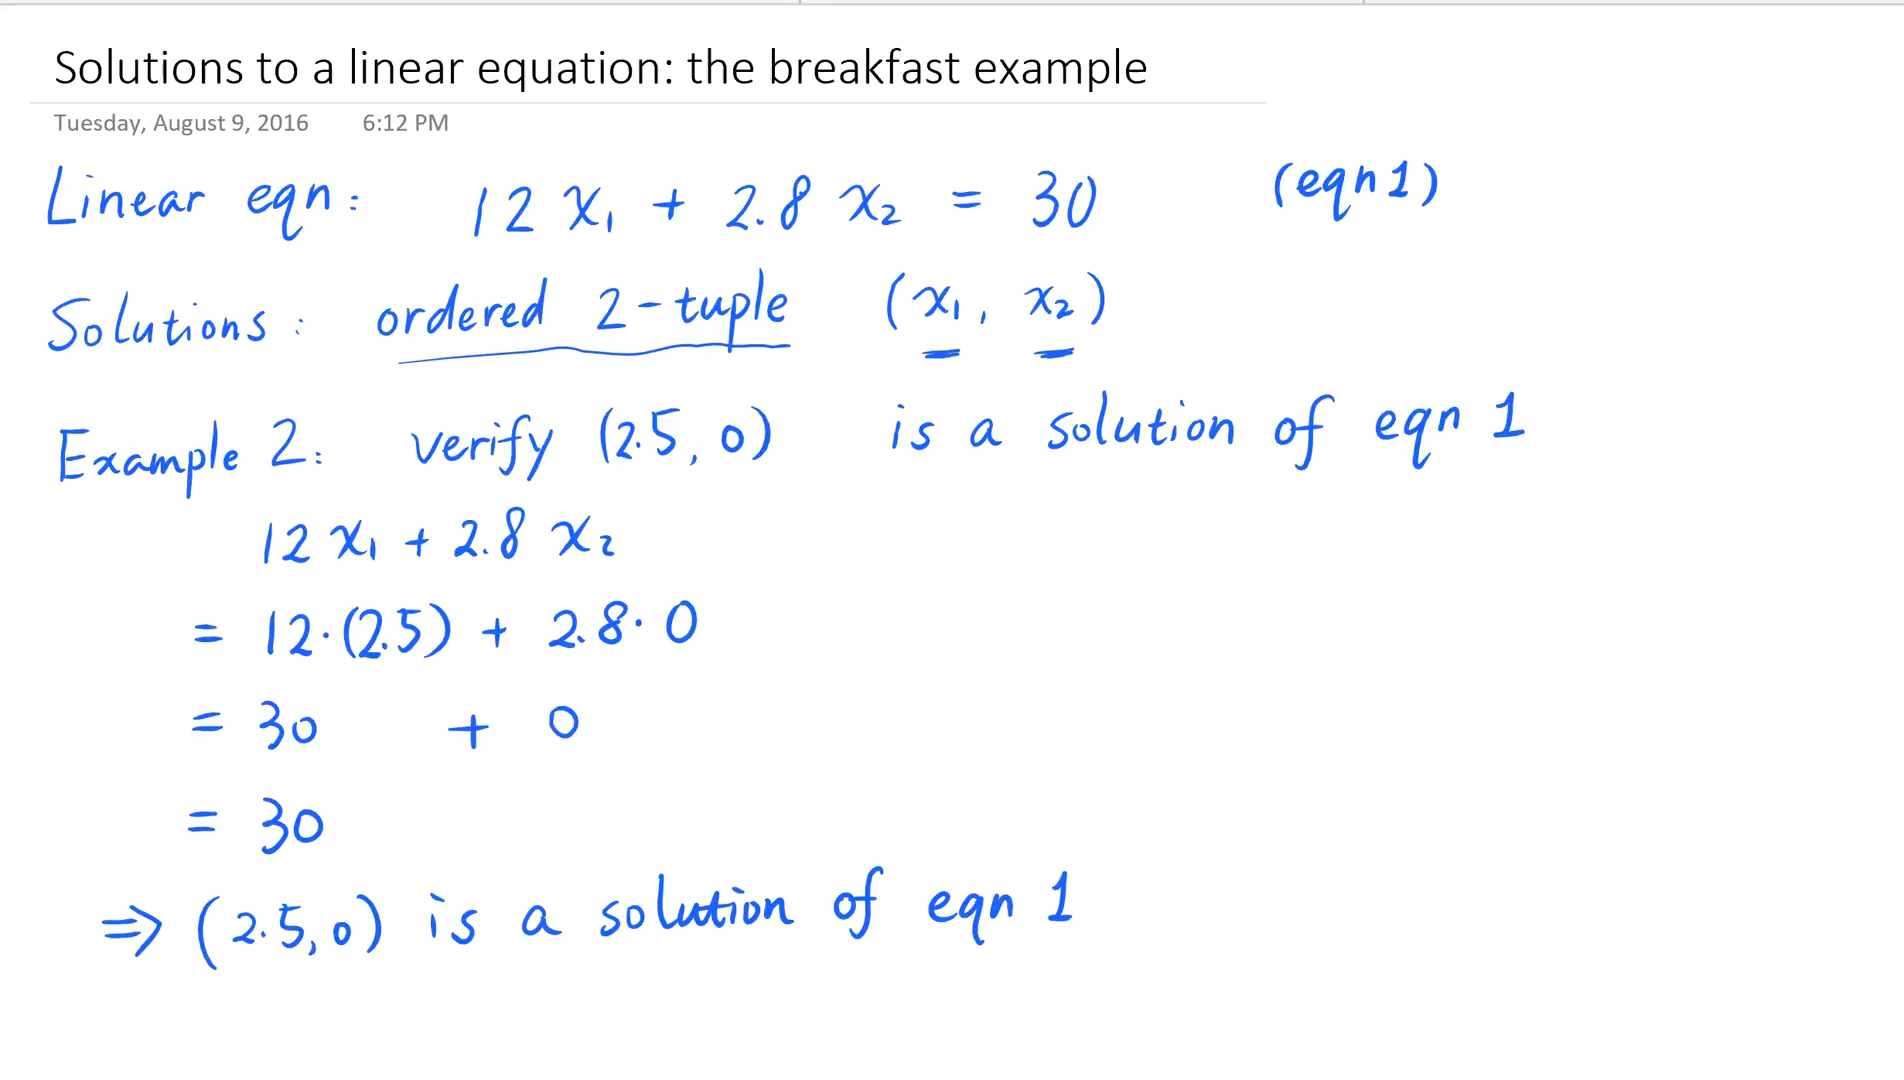 Solutions to a linear equation: the breakfast example
Tuesday, August 9, 2016 6:12 PM
Linear eqn: 12 x₁ + 2.8 x₂ = 30 (eqn 1)
Solutions: ordered 2-tuple (x₁, x₂)
Example 2: verify (2.5, 0) is a solution of eqn 1
12 x₁ + 2.8 x₂
= 12·(2.5) + 2.8·0
= 30 + 0
= 30
⇒ (2.5, 0) is a solution of eqn 1